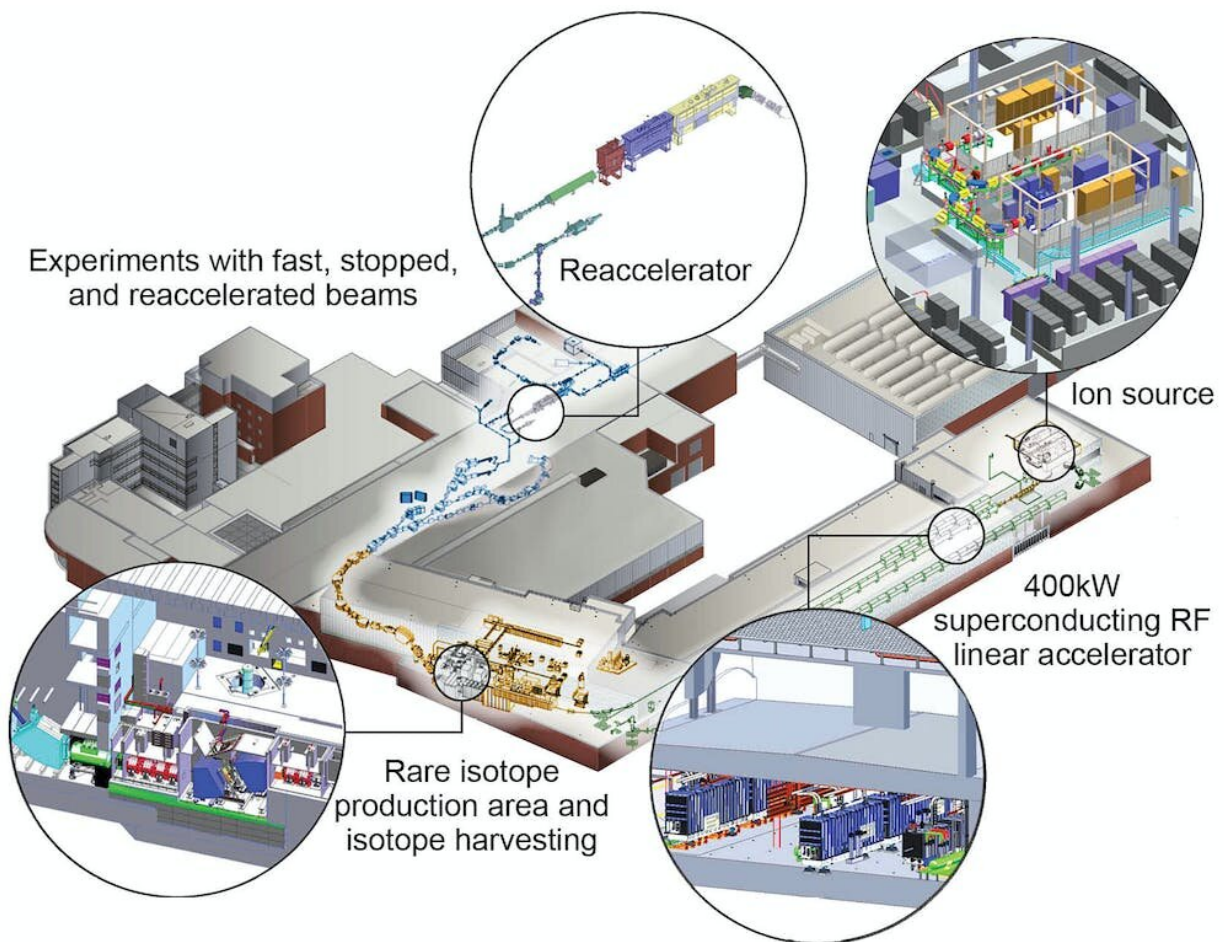 Experiments with fast, stopped,
and reaccelerated beams
Reaccelerator
Ion source
400kW
superconducting RF
linear accelerator
Rare isotope
production area and
isotope harvesting